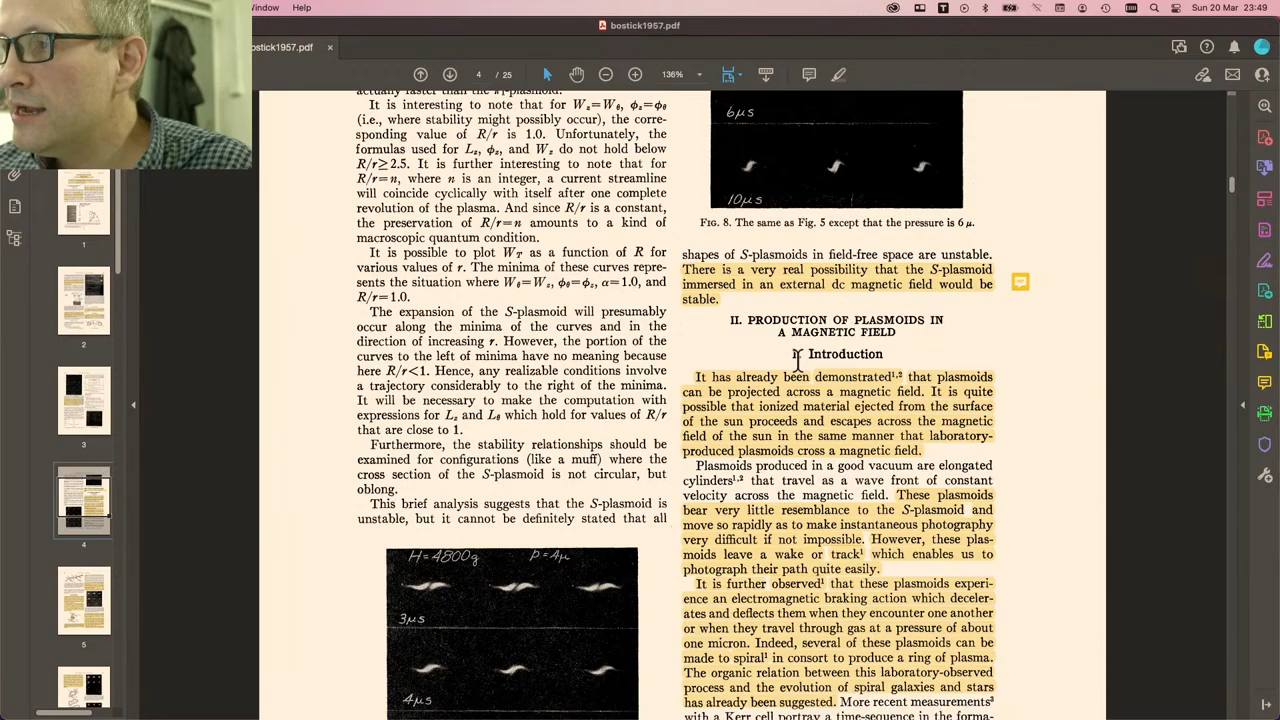 Sun 20 Mar 23:49
bostick1957.pdf
bostick1957.pdf ×
4 / 25
136%
1
2
3
4
5
actually faster than the
It is interesting to note that for Wz=Wθ, ϕz=ϕθ
(i.e., where stability might possibly occur), the corre-
sponding value of R/r is 1.0. Unfortunately, the
formulas used for Lz, ϕz, and Wz do not hold below
R/r≥2.5. It is further interesting to note that for
R/r=n, where n is an interer, a current streamline
will coincide cyclically on itself after one complete
revolution of the plasma. And since R/r is a constant,
the preservation of R/r=n amounts to a kind of
macroscopic quantum condition.
It is possible to plot WT as a function of R for
various values of r. The minima of these curves repre-
sents the situation where Wθ=Wz, ϕθ=ϕz, α=1.0, and
R/r=1.0.
The expansion of the S-plasmoid will presumably
occur along the minima of the curves and in the
direction of increasing r. However, the portion of the
curves to the left of minima have no meaning because
here R/r<1. Hence, any realizable conditions involve
a trajectory considerably to the right of the minima.
It will be necessary to make the computation with
expressions for Lz and Lθ which hold for values of R/r
that are close to 1.
Furthermore, the stability relationships should be
examined for configurations (like a muff) where the
cross section of the S-plasmoid is not circular, but
oblong.
This brief analysis suggests that the S-plasmoid is
unstable, but it cannot be definitely stated that all
H=4800g p=4μ
3μs
4μs
6μs
10μs
FIG. 8. The same as Fig. 5 except that the pressure is 6 μ.
shapes of S-plasmoids in field-free space are unstable.
There is a very real possibility that the S-plasmoid
immersed in an external dc magnetic field would be
stable.
II. PRODUCTION OF PLASMOIDS IN
A MAGNETIC FIELD
Introduction
It has already been demonstrated1,2 that plasmoids
can be projected across a magnetic field. It is quite
possible that ionized material ejected from the surface
of the sun proceeds and escapes across the magnetic
field of the sun in the same manner that laboratory-
produced plasmoids cross a magnetic field.
Plasmoids produced in a good vacuum are elongated
cylinders1,2 that travel as a wave front of constant
velocity across the magnetic field. These plasmoids
bear very little resemblance to the S-plasmoid and
move so rapidly as to make instantaneous photography
very difficult if not impossible. However, these plas-
moids leave a wake or track1 which enables us to
photograph their path quite easily.
It is further observed1 that these plasmoids experi-
ence an electromagnetic braking action which deceler-
ates and deflects them when they encounter one another
or when they travel through gas at a pressure of about
one micron. Indeed, several of these plasmoids can be
made to spiral1 in consort to produce a ring of plasma.
The organic relation between this laboratory-observed
process and the evolution of spiral galaxies and stars
has already been suggested. More recent measurements2
with a Kerr cell portray a time-sequence in the forma-